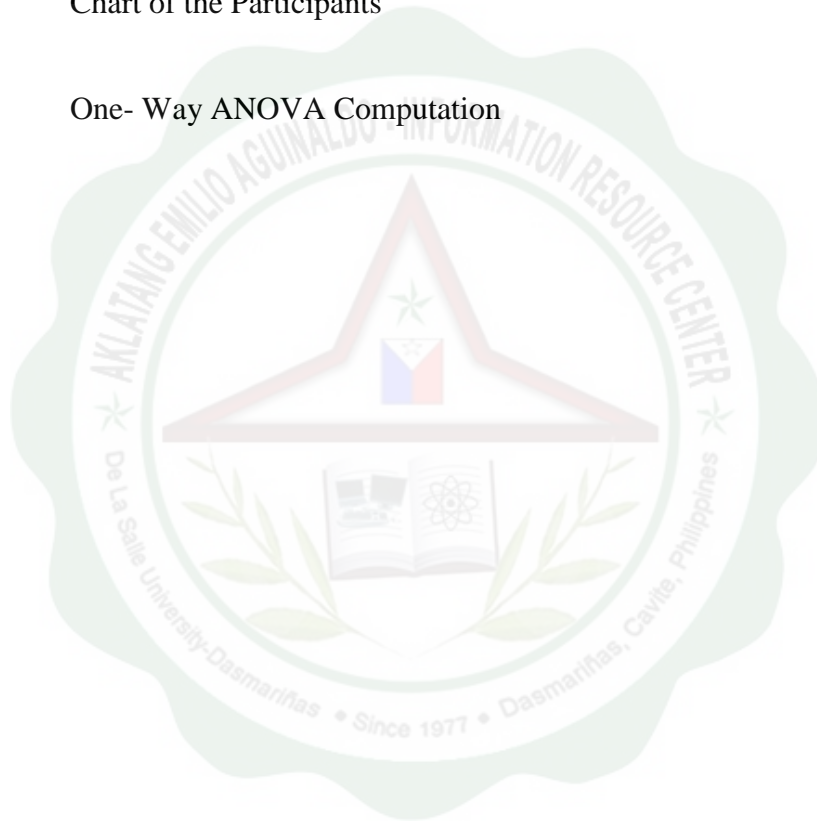 Chart of the Participants
One- Way ANOVA Computation
AKLATANG EMILIO AGUINALDO - INFORMATION RESOURCE CENTER
De La Salle University-Dasmariñas • Since 1977 • Dasmariñas, Cavite, Philippines